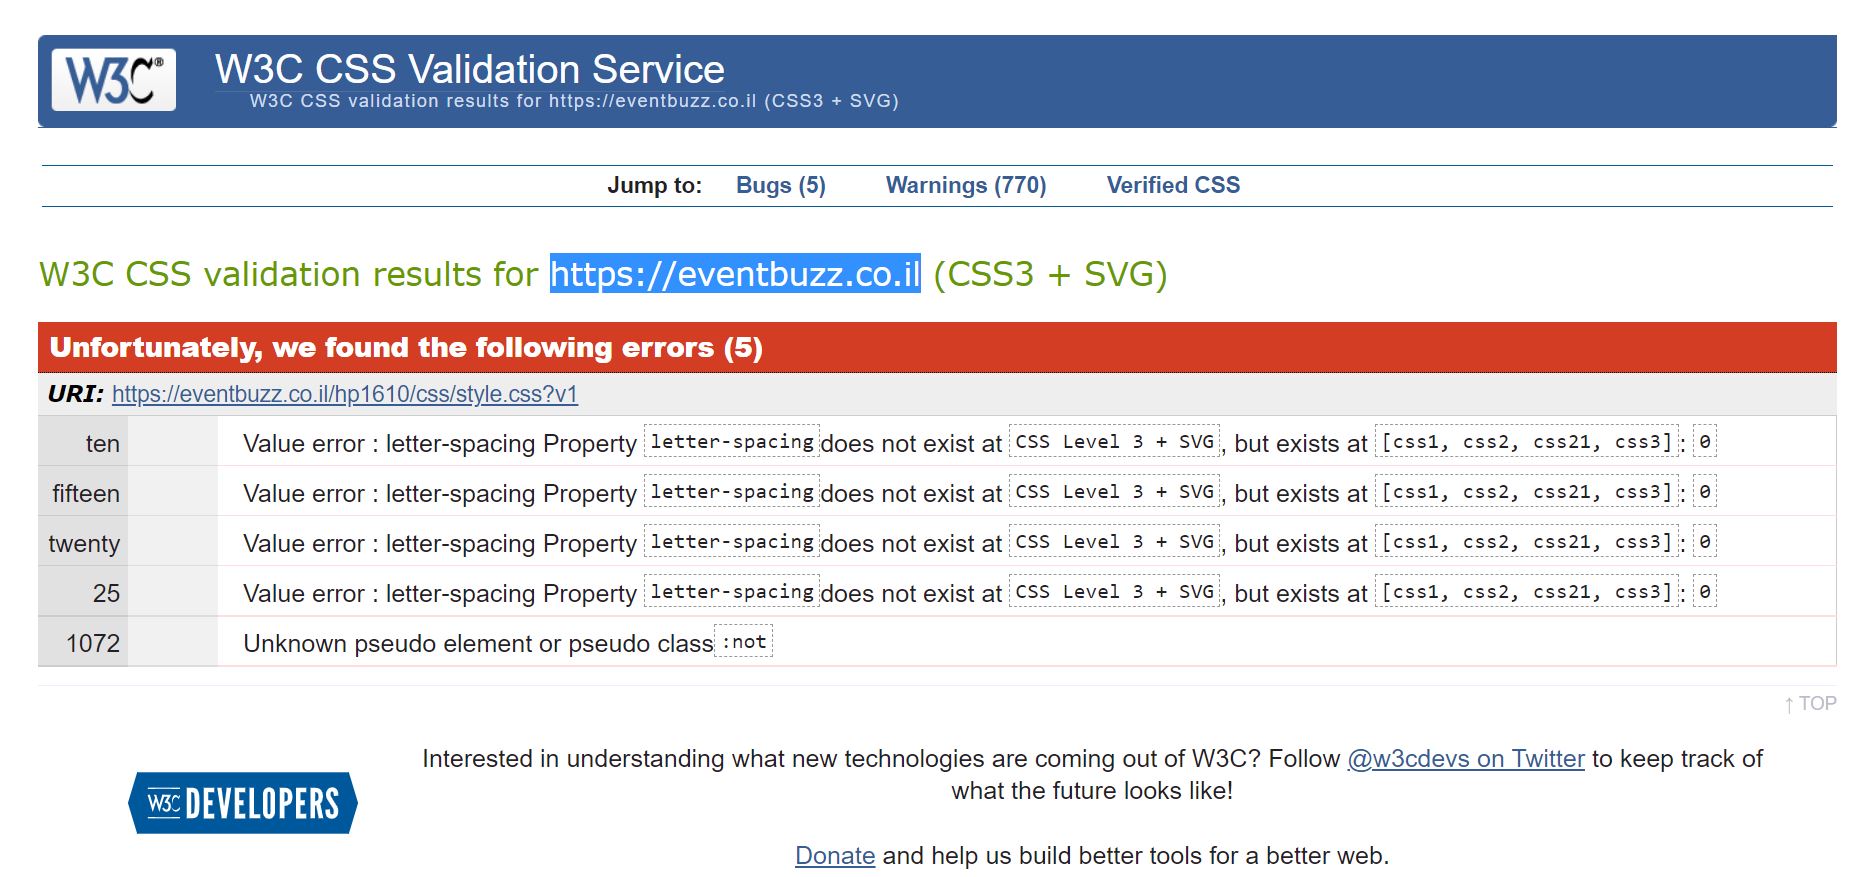 W3C® W3C CSS Validation Service
W3C CSS validation results for https://eventbuzz.co.il (CSS3 + SVG)
Jump to: Bugs (5) Warnings (770) Verified CSS
W3C CSS validation results for https://eventbuzz.co.il (CSS3 + SVG)
Unfortunately, we found the following errors (5)
URI: https://eventbuzz.co.il/hp1610/css/style.css?v1
ten Value error : letter-spacing Property letter-spacing does not exist at CSS Level 3 + SVG, but exists at [css1, css2, css21, css3]: 0
fifteen Value error : letter-spacing Property letter-spacing does not exist at CSS Level 3 + SVG, but exists at [css1, css2, css21, css3]: 0
twenty Value error : letter-spacing Property letter-spacing does not exist at CSS Level 3 + SVG, but exists at [css1, css2, css21, css3]: 0
25 Value error : letter-spacing Property letter-spacing does not exist at CSS Level 3 + SVG, but exists at [css1, css2, css21, css3]: 0
1072 Unknown pseudo element or pseudo class :not
↑ TOP
Interested in understanding what new technologies are coming out of W3C? Follow @w3cdevs on Twitter to keep track of
what the future looks like!
W3C DEVELOPERS
Donate and help us build better tools for a better web.